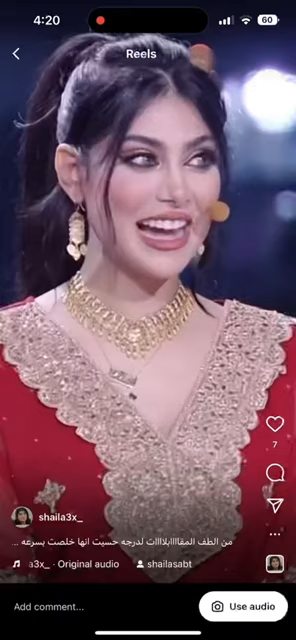 4:20
60
Reels
7
shaila3x_
من الطف المقاااابلاااات لدرجه حسيت انها خلصت بسرعه ...
a3x_ · Original audio
shailasabt
Add comment...
Use audio